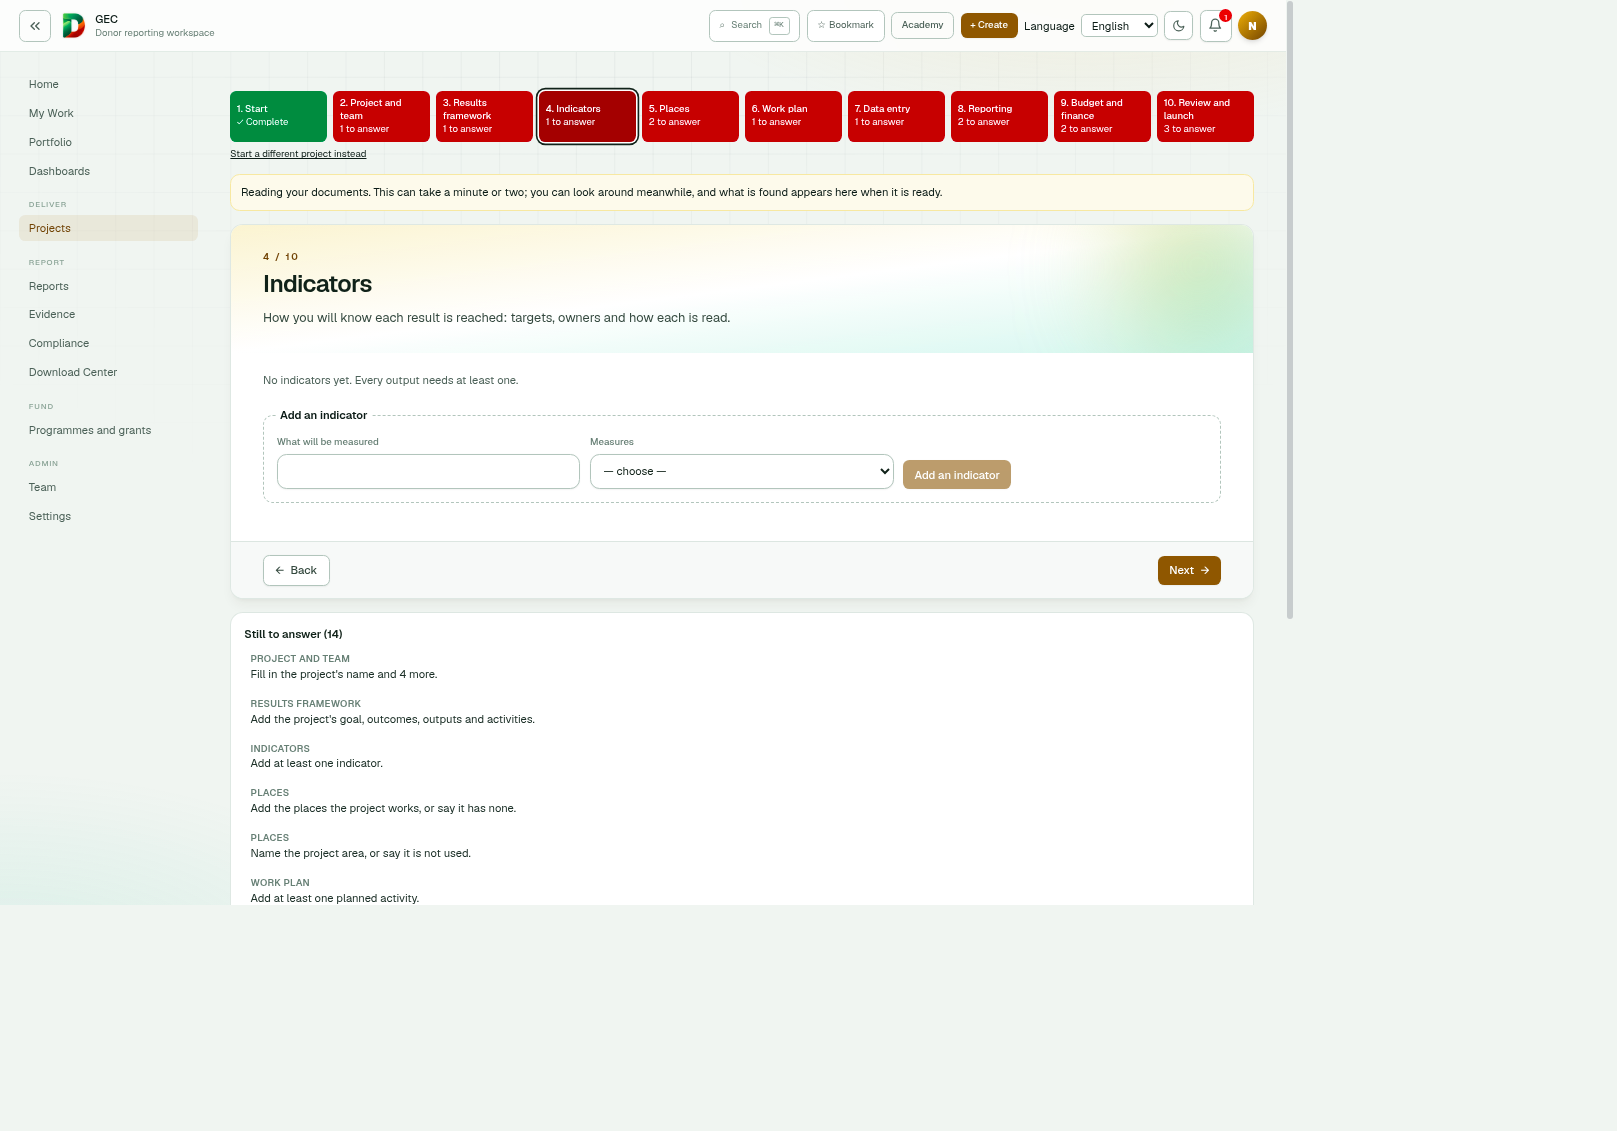 GEC
Donor reporting workspace
Search
⌘K
☆ Bookmark
Academy
+ Create
Language
English
1
N
Home
My Work
Portfolio
Dashboards
DELIVER
Projects
REPORT
Reports
Evidence
Compliance
Download Center
FUND
Programmes and grants
ADMIN
Team
Settings
1. Start
✓ Complete
2. Project and team
1 to answer
3. Results framework
1 to answer
4. Indicators
1 to answer
5. Places
2 to answer
6. Work plan
1 to answer
7. Data entry
1 to answer
8. Reporting
2 to answer
9. Budget and finance
2 to answer
10. Review and launch
3 to answer
Start a different project instead
Reading your documents. This can take a minute or two; you can look around meanwhile, and what is found appears here when it is ready.
4 / 10
Indicators
How you will know each result is reached: targets, owners and how each is read.
No indicators yet. Every output needs at least one.
Add an indicator
What will be measured
Measures
— choose —
Add an indicator
← Back
Next →
Still to answer (14)
PROJECT AND TEAM
Fill in the project's name and 4 more.
RESULTS FRAMEWORK
Add the project's goal, outcomes, outputs and activities.
INDICATORS
Add at least one indicator.
PLACES
Add the places the project works, or say it has none.
PLACES
Name the project area, or say it is not used.
WORK PLAN
Add at least one planned activity.